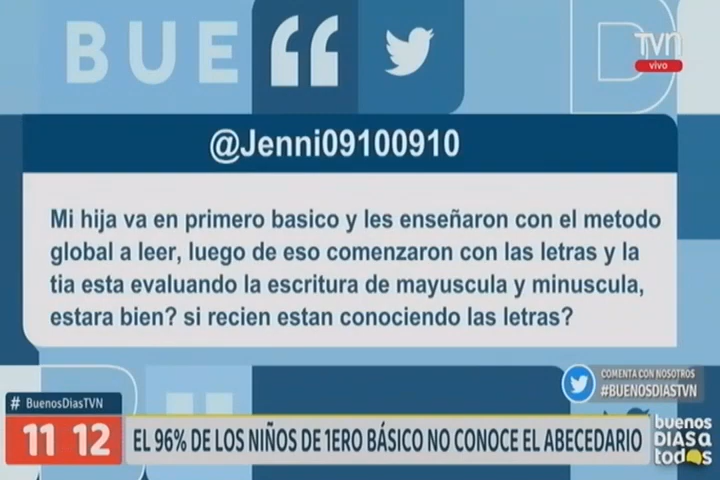 BUE
TVN
vivo
D
@Jenni09100910
Mi hija va en primero basico y les enseñaron con el metodo
global a leer, luego de eso comenzaron con las letras y la
tia esta evaluando la escritura de mayuscula y minuscula,
estara bien? si recien estan conociendo las letras?
COMENTA CON NOSOTROS
#BUENOSDIASTVN
# BuenosDiasTVN
11 12
EL 96% DE LOS NIÑOS DE 1ERO BÁSICO NO CONOCE EL ABECEDARIO
buenos
DIASa
todos